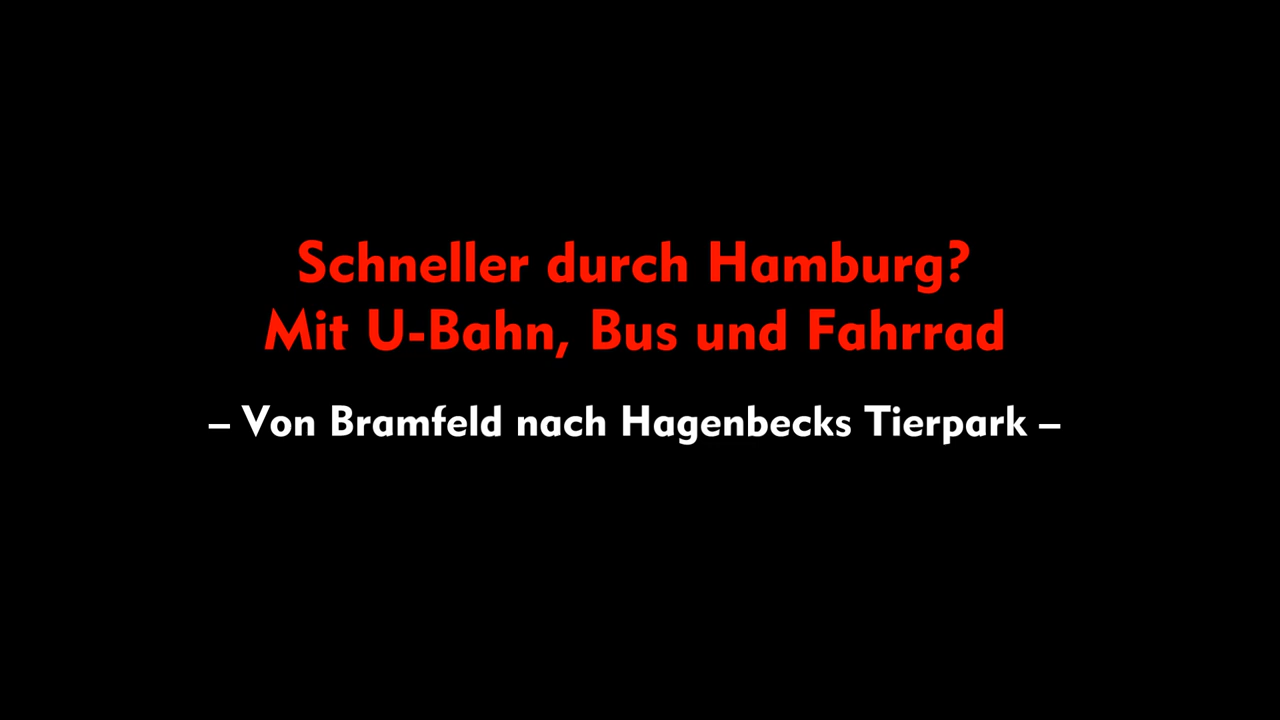 Schneller durch Hamburg?
Mit U-Bahn, Bus und Fahrrad
– Von Bramfeld nach Hagenbecks Tierpark –